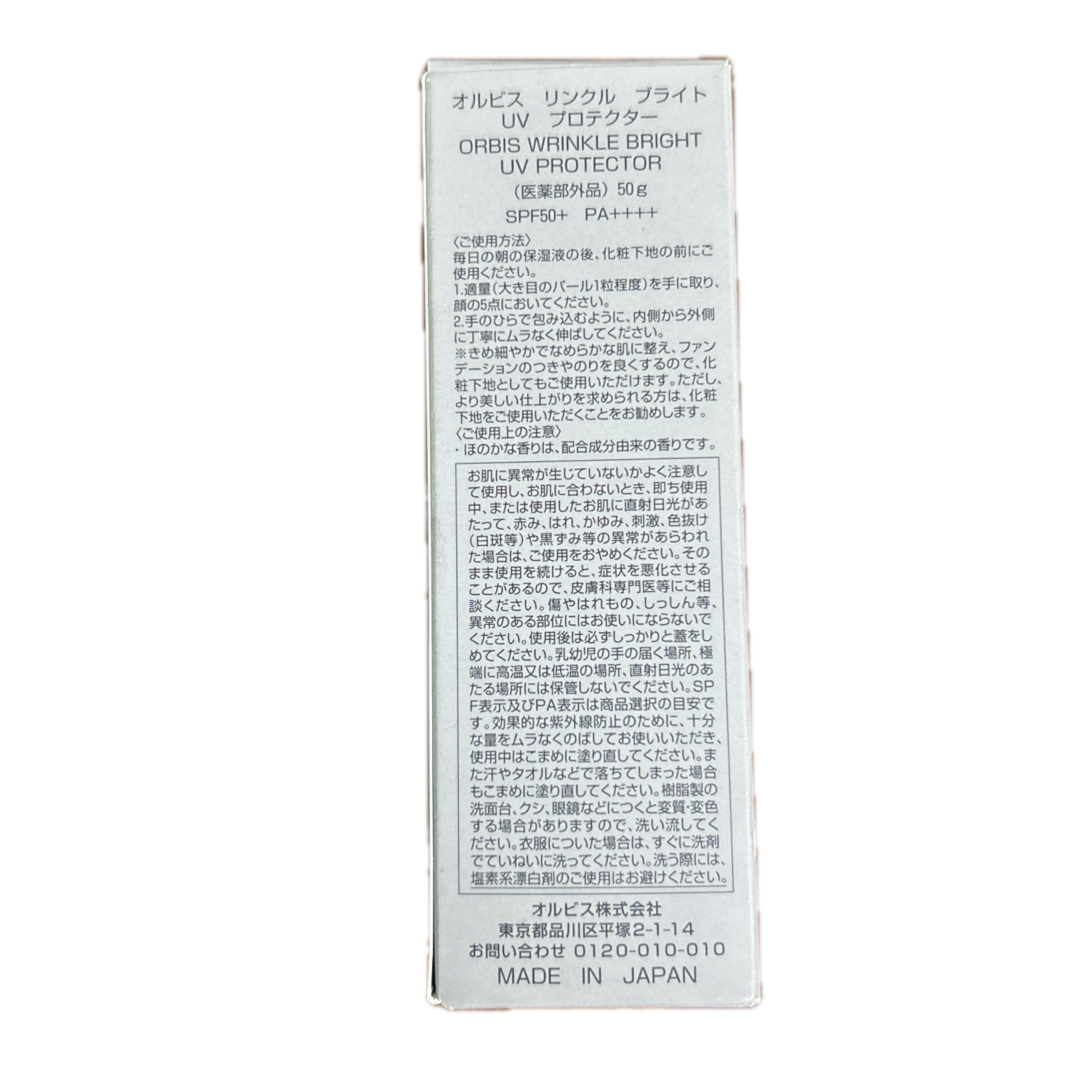 オルビス リンクル ブライト
UV プロテクター
ORBIS WRINKLE BRIGHT
UV PROTECTOR
（医薬部外品）50g
SPF50+ PA++++
〈ご使用方法〉
毎日の朝の保湿液の後、化粧下地の前にご
使用ください。
1.適量（大き目のパール1粒程度）を手に取り、
顔の5点においてください。
2.手のひらで包み込むように、内側から外側
に丁寧にムラなく伸ばしてください。
※きめ細やかでなめらかな肌に整え、ファン
デーションのつきやのりを良くするので、化
粧下地としてもご使用いただけます。ただし、
より美しい仕上がりを求められる方は、化粧
下地をご使用いただくことをお勧めします。
〈ご使用上の注意〉
・ほのかな香りは、配合成分由来の香りです。
お肌に異常が生じていないかよく注意し
て使用し、お肌に合わないとき、即ち使用
中、または使用したお肌に直射日光があ
たって、赤み、はれ、かゆみ、刺激、色抜け
（白斑等）や黒ずみ等の異常があらわれ
た場合は、ご使用をおやめください。その
まま使用を続けると、症状を悪化させる
ことがあるので、皮膚科専門医等にご相
談ください。傷やはれもの、しっしん等、
異常のある部位にはお使いにならないで
ください。使用後は必ずしっかりと蓋をし
めてください。乳幼児の手の届く場所、極
端に高温又は低温の場所、直射日光のあ
たる場所には保管しないでください。SP
F表示及びPA表示は商品選択の目安で
す。効果的な紫外線防止のために、十分
な量をムラなくのばしてお使いいただき、
使用中はこまめに塗り直してください。ま
た汗やタオルなどで落ちてしまった場合
もこまめに塗り直してください。樹脂製の
洗面台、クシ、眼鏡などにつくと変質・変色
する場合がありますので、洗い流してく
ださい。衣服についた場合は、すぐに洗剤
でていねいに洗ってください。洗う際には、
塩素系漂白剤のご使用はお避けください。
オルビス株式会社
東京都品川区平塚2-1-14
お問い合わせ 0120-010-010
MADE IN JAPAN